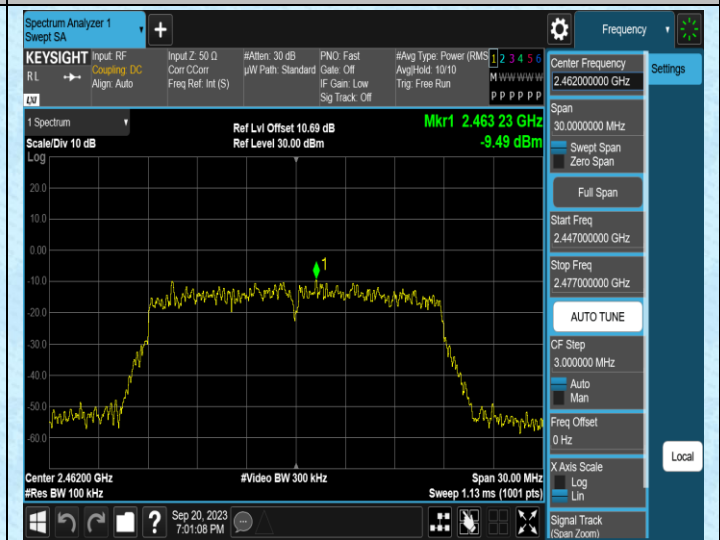 Spectrum Analyzer 1
Swept SA
+
Frequency
KEYSIGHT
R L
LXI
Input: RF
Coupling: DC
Align: Auto
Input Z: 50 Ω
Corr CCorr
Freq Ref: Int (S)
#Atten: 30 dB
µW Path: Standard
PNO: Fast
Gate: Off
IF Gain: Low
Sig Track: Off
#Avg Type: Power (RMS
Avg|Hold: 10/10
Trig: Free Run
1 2 3 4 5 6
M W W W W W
P P P P P P
1 Spectrum
Scale/Div 10 dB
Log
Ref Lvl Offset 10.69 dB
Ref Level 30.00 dBm
Mkr1 2.463 23 GHz
-9.49 dBm
20.0
10.0
0.00
-10.0
-20.0
-30.0
-40.0
-50.0
-60.0
1
Center 2.46200 GHz
#Res BW 100 kHz
#Video BW 300 kHz
Span 30.00 MHz
Sweep 1.13 ms (1001 pts)
Sep 20, 2023
7:01:08 PM
?
Center Frequency
2.462000000 GHz
Span
30.0000000 MHz
Swept Span
Zero Span
Full Span
Start Freq
2.447000000 GHz
Stop Freq
2.477000000 GHz
AUTO TUNE
CF Step
3.000000 MHz
Auto
Man
Freq Offset
0 Hz
X Axis Scale
Log
Lin
Signal Track
(Span Zoom)
Settings
Local